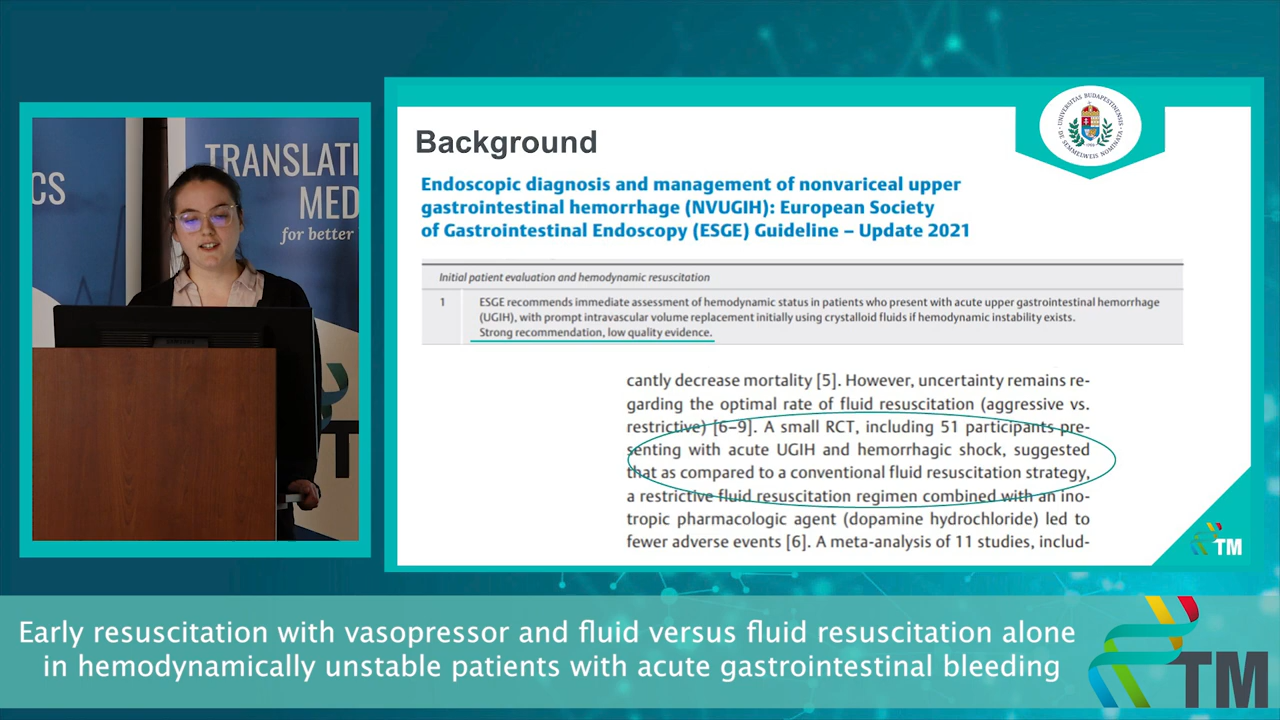 CS
TRANSLATI
MED
for better
Background
UNIVERSITAS BUDAPESTINENSIS
DE SEMMELWEIS NOMINATA
Endoscopic diagnosis and management of nonvariceal upper
gastrointestinal hemorrhage (NVUGIH): European Society
of Gastrointestinal Endoscopy (ESGE) Guideline – Update 2021
Initial patient evaluation and hemodynamic resuscitation
1 ESGE recommends immediate assessment of hemodynamic status in patients who present with acute upper gastrointestinal hemorrhage
(UGIH), with prompt intravascular volume replacement initially using crystalloid fluids if hemodynamic instability exists.
Strong recommendation, low quality evidence.
cantly decrease mortality [5]. However, uncertainty remains re-
garding the optimal rate of fluid resuscitation (aggressive vs.
restrictive) [6–9]. A small RCT, including 51 participants pre-
senting with acute UGIH and hemorrhagic shock, suggested
that as compared to a conventional fluid resuscitation strategy,
a restrictive fluid resuscitation regimen combined with an ino-
tropic pharmacologic agent (dopamine hydrochloride) led to
fewer adverse events [6]. A meta-analysis of 11 studies, includ-
TM
SAMSUNG
Early resuscitation with vasopressor and fluid versus fluid resuscitation alone
in hemodynamically unstable patients with acute gastrointestinal bleeding
TM